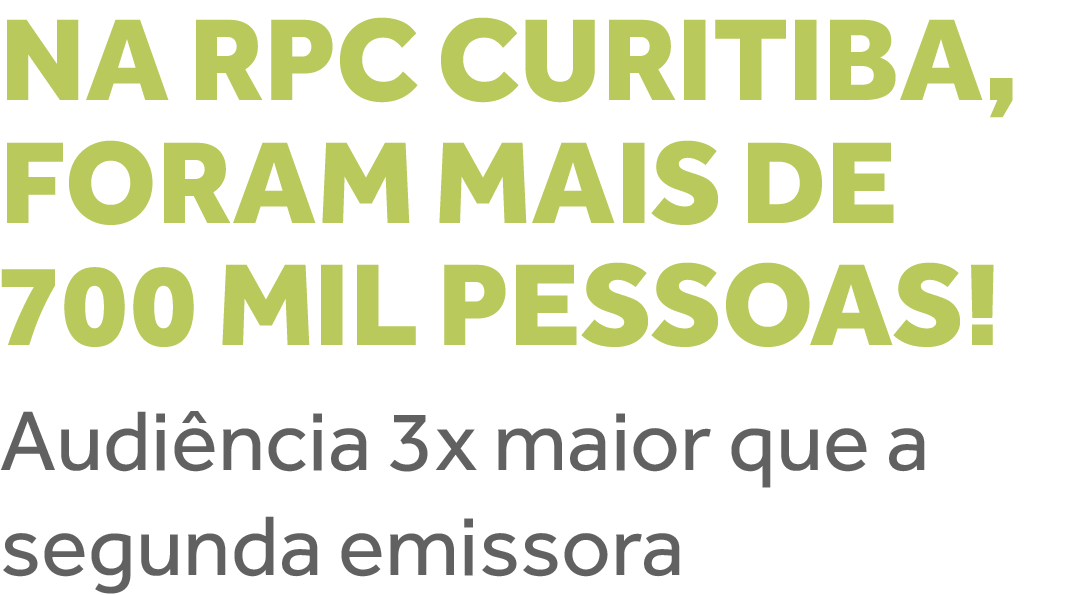 NA RPC CURITIBA,
FORAM MAIS DE
700 MIL PESSOAS!
Audiência 3x maior que a
segunda emissora